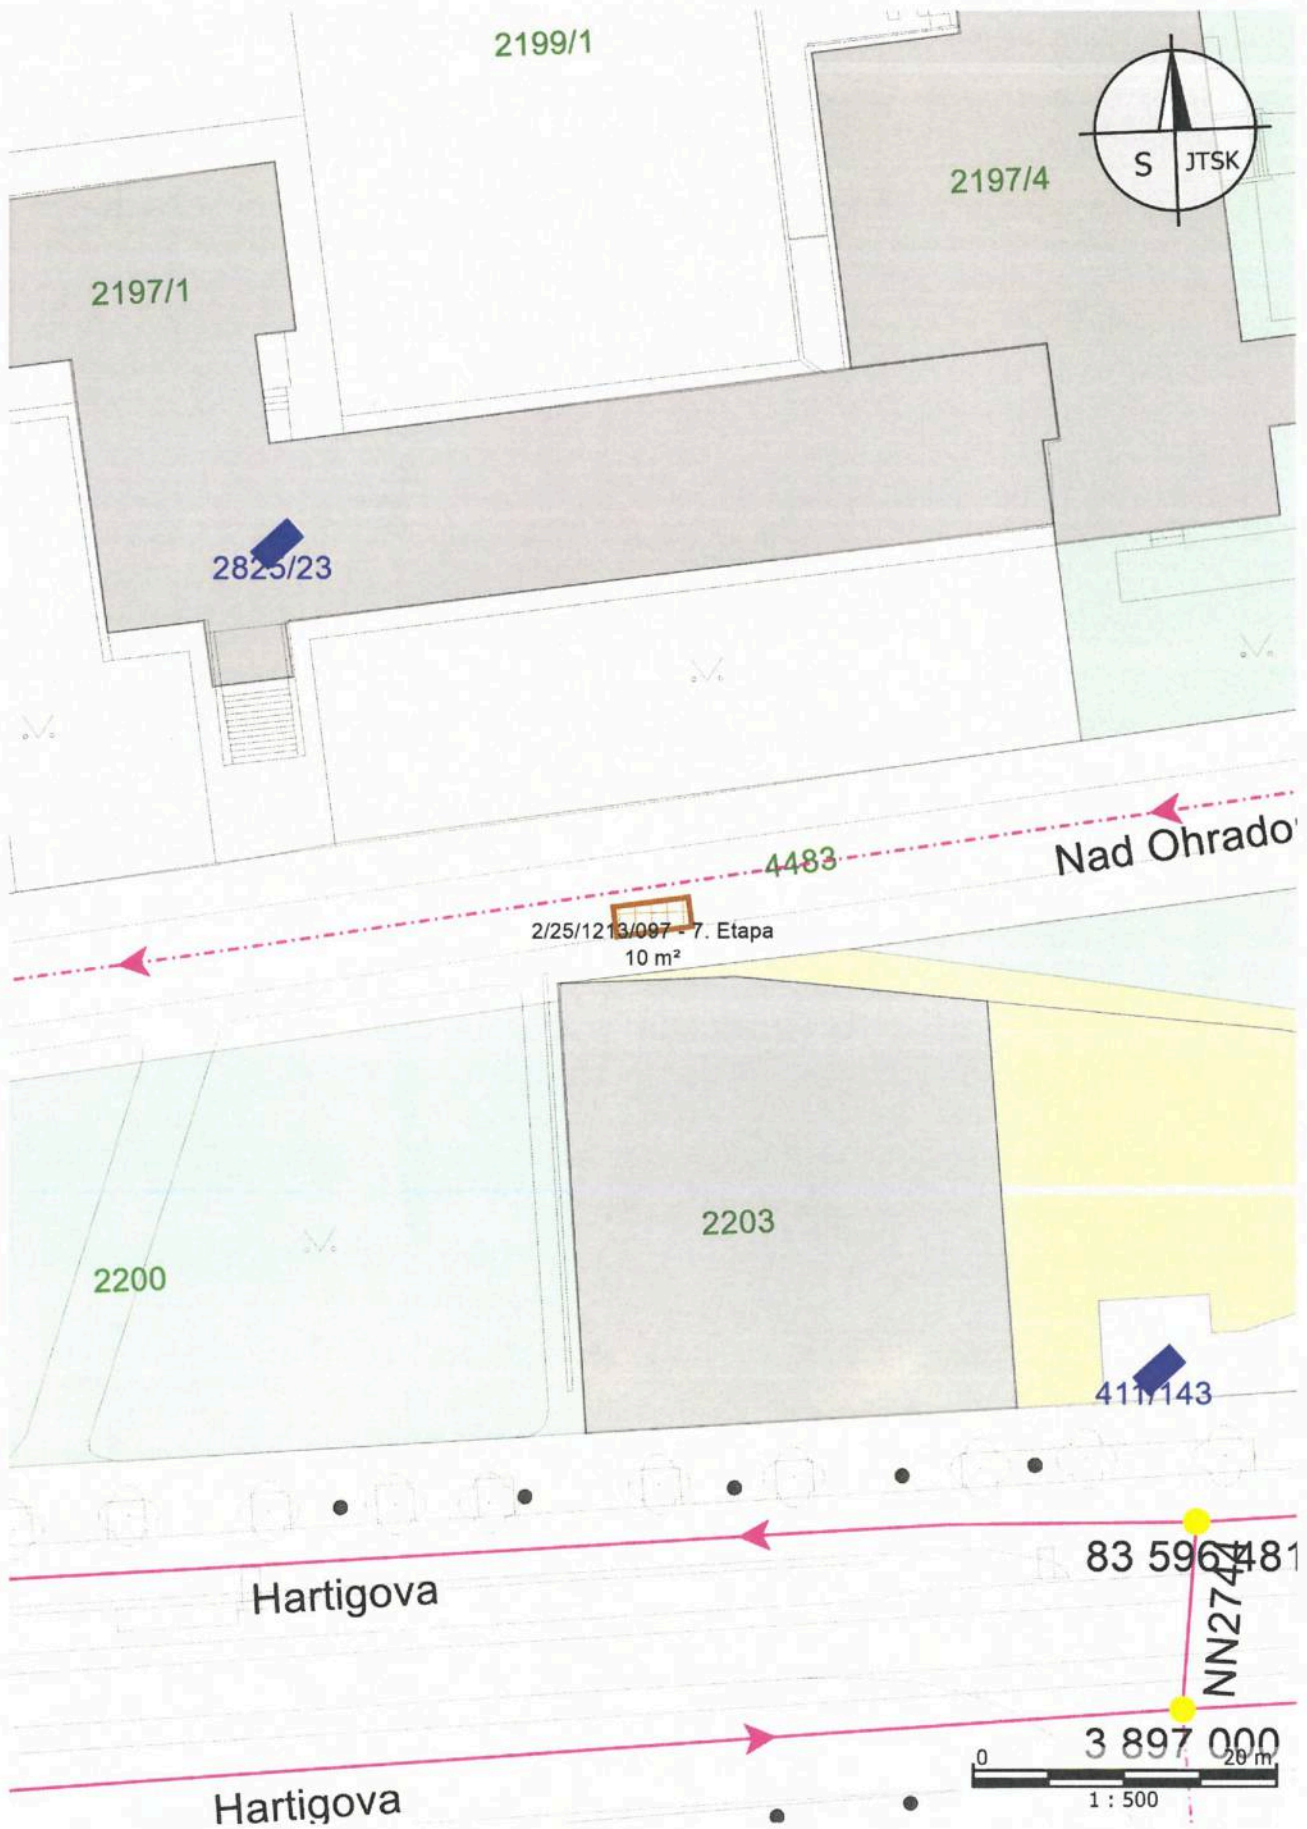 2199/1
2197/4
S JTSK
2197/1
2825/23
4483
Nad Ohrado
2/25/1213/097 - 7. Etapa
10 m²
2203
2200
411/143
83 596 481
Hartigova
NN2744
3 897 000
0 20 m
1 : 500
Hartigova